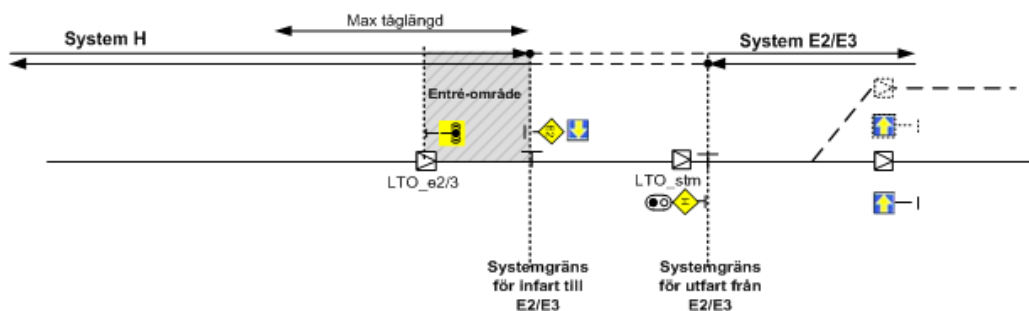 Max tåglängd
System H
System E2/E3
Entré-område
E2
LTO_e2/3
LTO_stm
H
Systemgräns
för infart till
E2/E3
Systemgräns
för utfart från
E2/E3